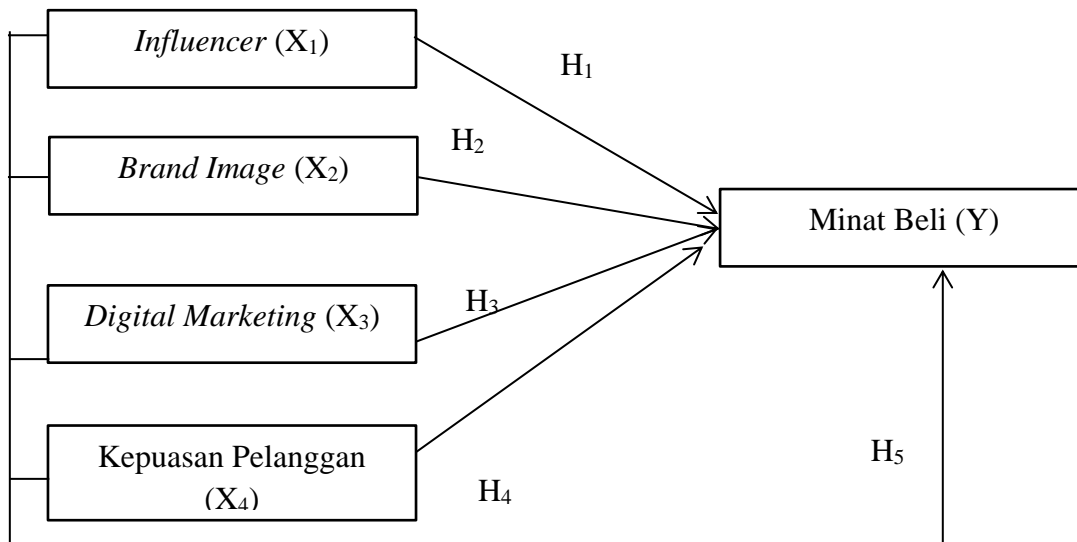 Influencer (X₁)
H₁
H₂
Brand Image (X₂)
Minat Beli (Y)
Digital Marketing (X₃)
H₃
Kepuasan Pelanggan
(X₄)
H₄
H₅